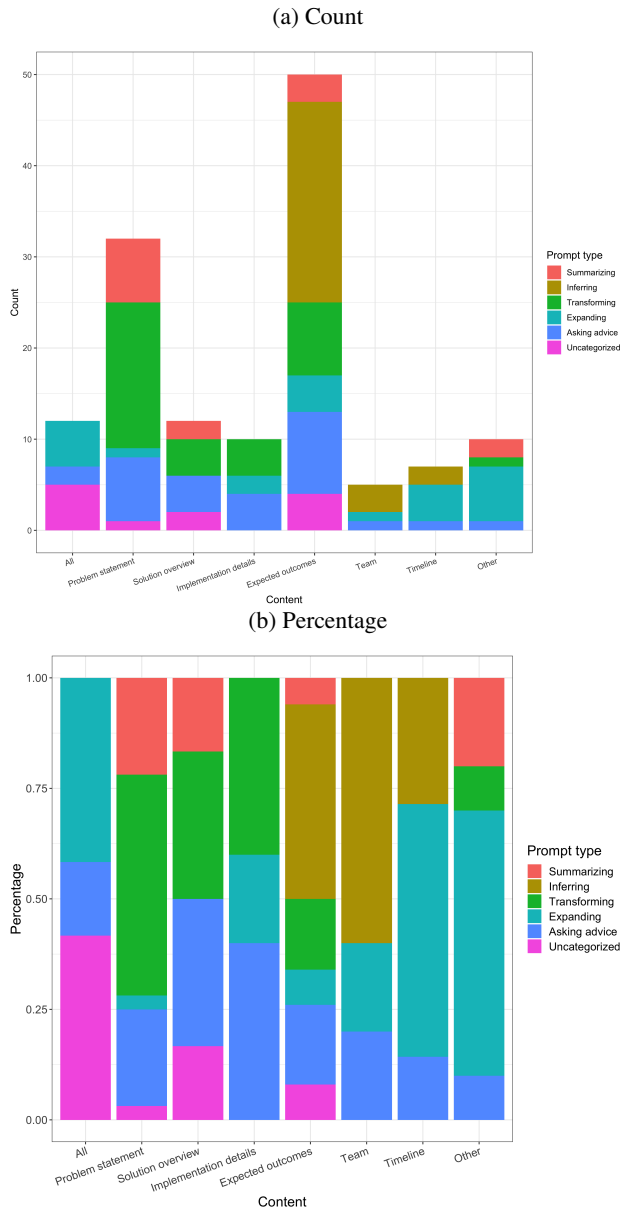 (a) Count
50
40
30
20
10
0
Count
All
Problem statement
Solution overview
Implementation details
Expected outcomes
Team
Timeline
Other
Content
Prompt type
Summarizing
Inferring
Transforming
Expanding
Asking advice
Uncategorized
(b) Percentage
1.00
0.75
0.50
0.25
0.00
Percentage
All
Problem statement
Solution overview
Implementation details
Expected outcomes
Team
Timeline
Other
Content
Prompt type
Summarizing
Inferring
Transforming
Expanding
Asking advice
Uncategorized